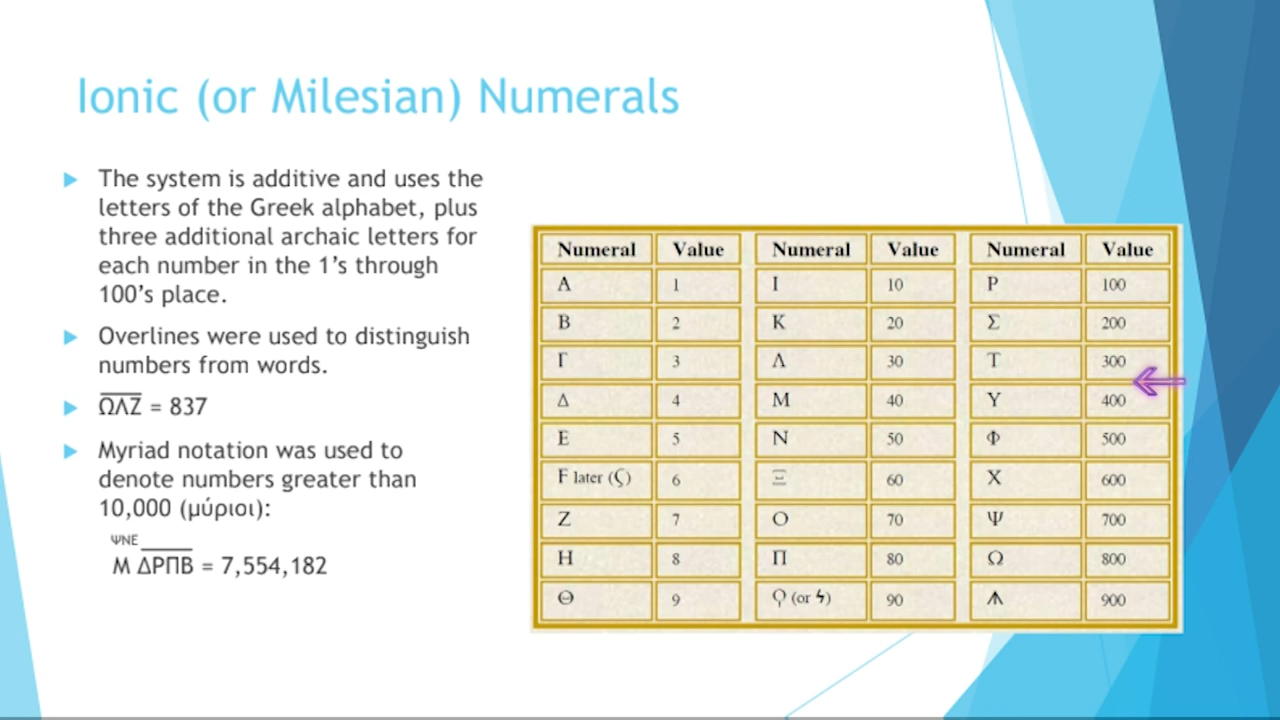 Ionic (or Milesian) Numerals
The system is additive and uses the
letters of the Greek alphabet, plus
three additional archaic letters for
each number in the 1's through
100's place.
Overlines were used to distinguish
numbers from words.
Ω̅Λ̅Ζ̅ = 837
Myriad notation was used to
denote numbers greater than
10,000 (μύριοι):
ΨΝΕ
Μ Δ̅Ρ̅Π̅Β̅ = 7,554,182
Numeral Value Numeral Value Numeral Value
Α 1 Ι 10 Ρ 100
Β 2 Κ 20 Σ 200
Γ 3 Λ 30 Τ 300
Δ 4 Μ 40 Υ 400
Ε 5 Ν 50 Φ 500
F later (ϛ) 6 Ξ 60 Χ 600
Ζ 7 Ο 70 Ψ 700
Η 8 Π 80 Ω 800
Θ 9 Ϙ (or ϟ) 90 ͳ 900